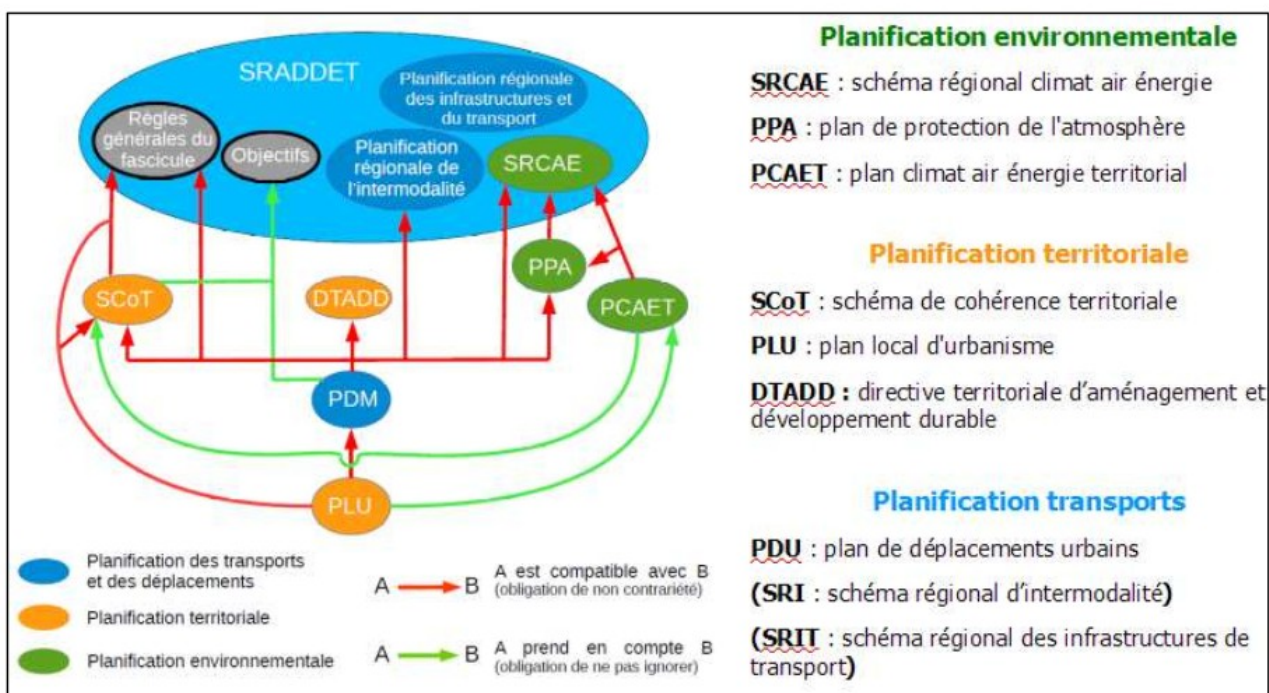 SRADDET
Planification régionale
des infrastructures et
du transport
Règles
générales du
fascicule
Objectifs
Planification
régionale de
l'intermodalité
SRCAE
PPA
SCoT
DTADD
PCAET
PDM
PLU
Planification des transports
et des déplacements
Planification territoriale
Planification environnementale
A B A est compatible avec B
(obligation de non contrariété)
A B A prend en compte B
(obligation de ne pas ignorer)
Planification environnementale
SRCAE : schéma régional climat air énergie
PPA : plan de protection de l'atmosphère
PCAET : plan climat air énergie territorial
Planification territoriale
SCoT : schéma de cohérence territoriale
PLU : plan local d'urbanisme
DTADD : directive territoriale d'aménagement et
développement durable
Planification transports
PDU : plan de déplacements urbains
(SRI : schéma régional d'intermodalité)
(SRIT : schéma régional des infrastructures de
transport)